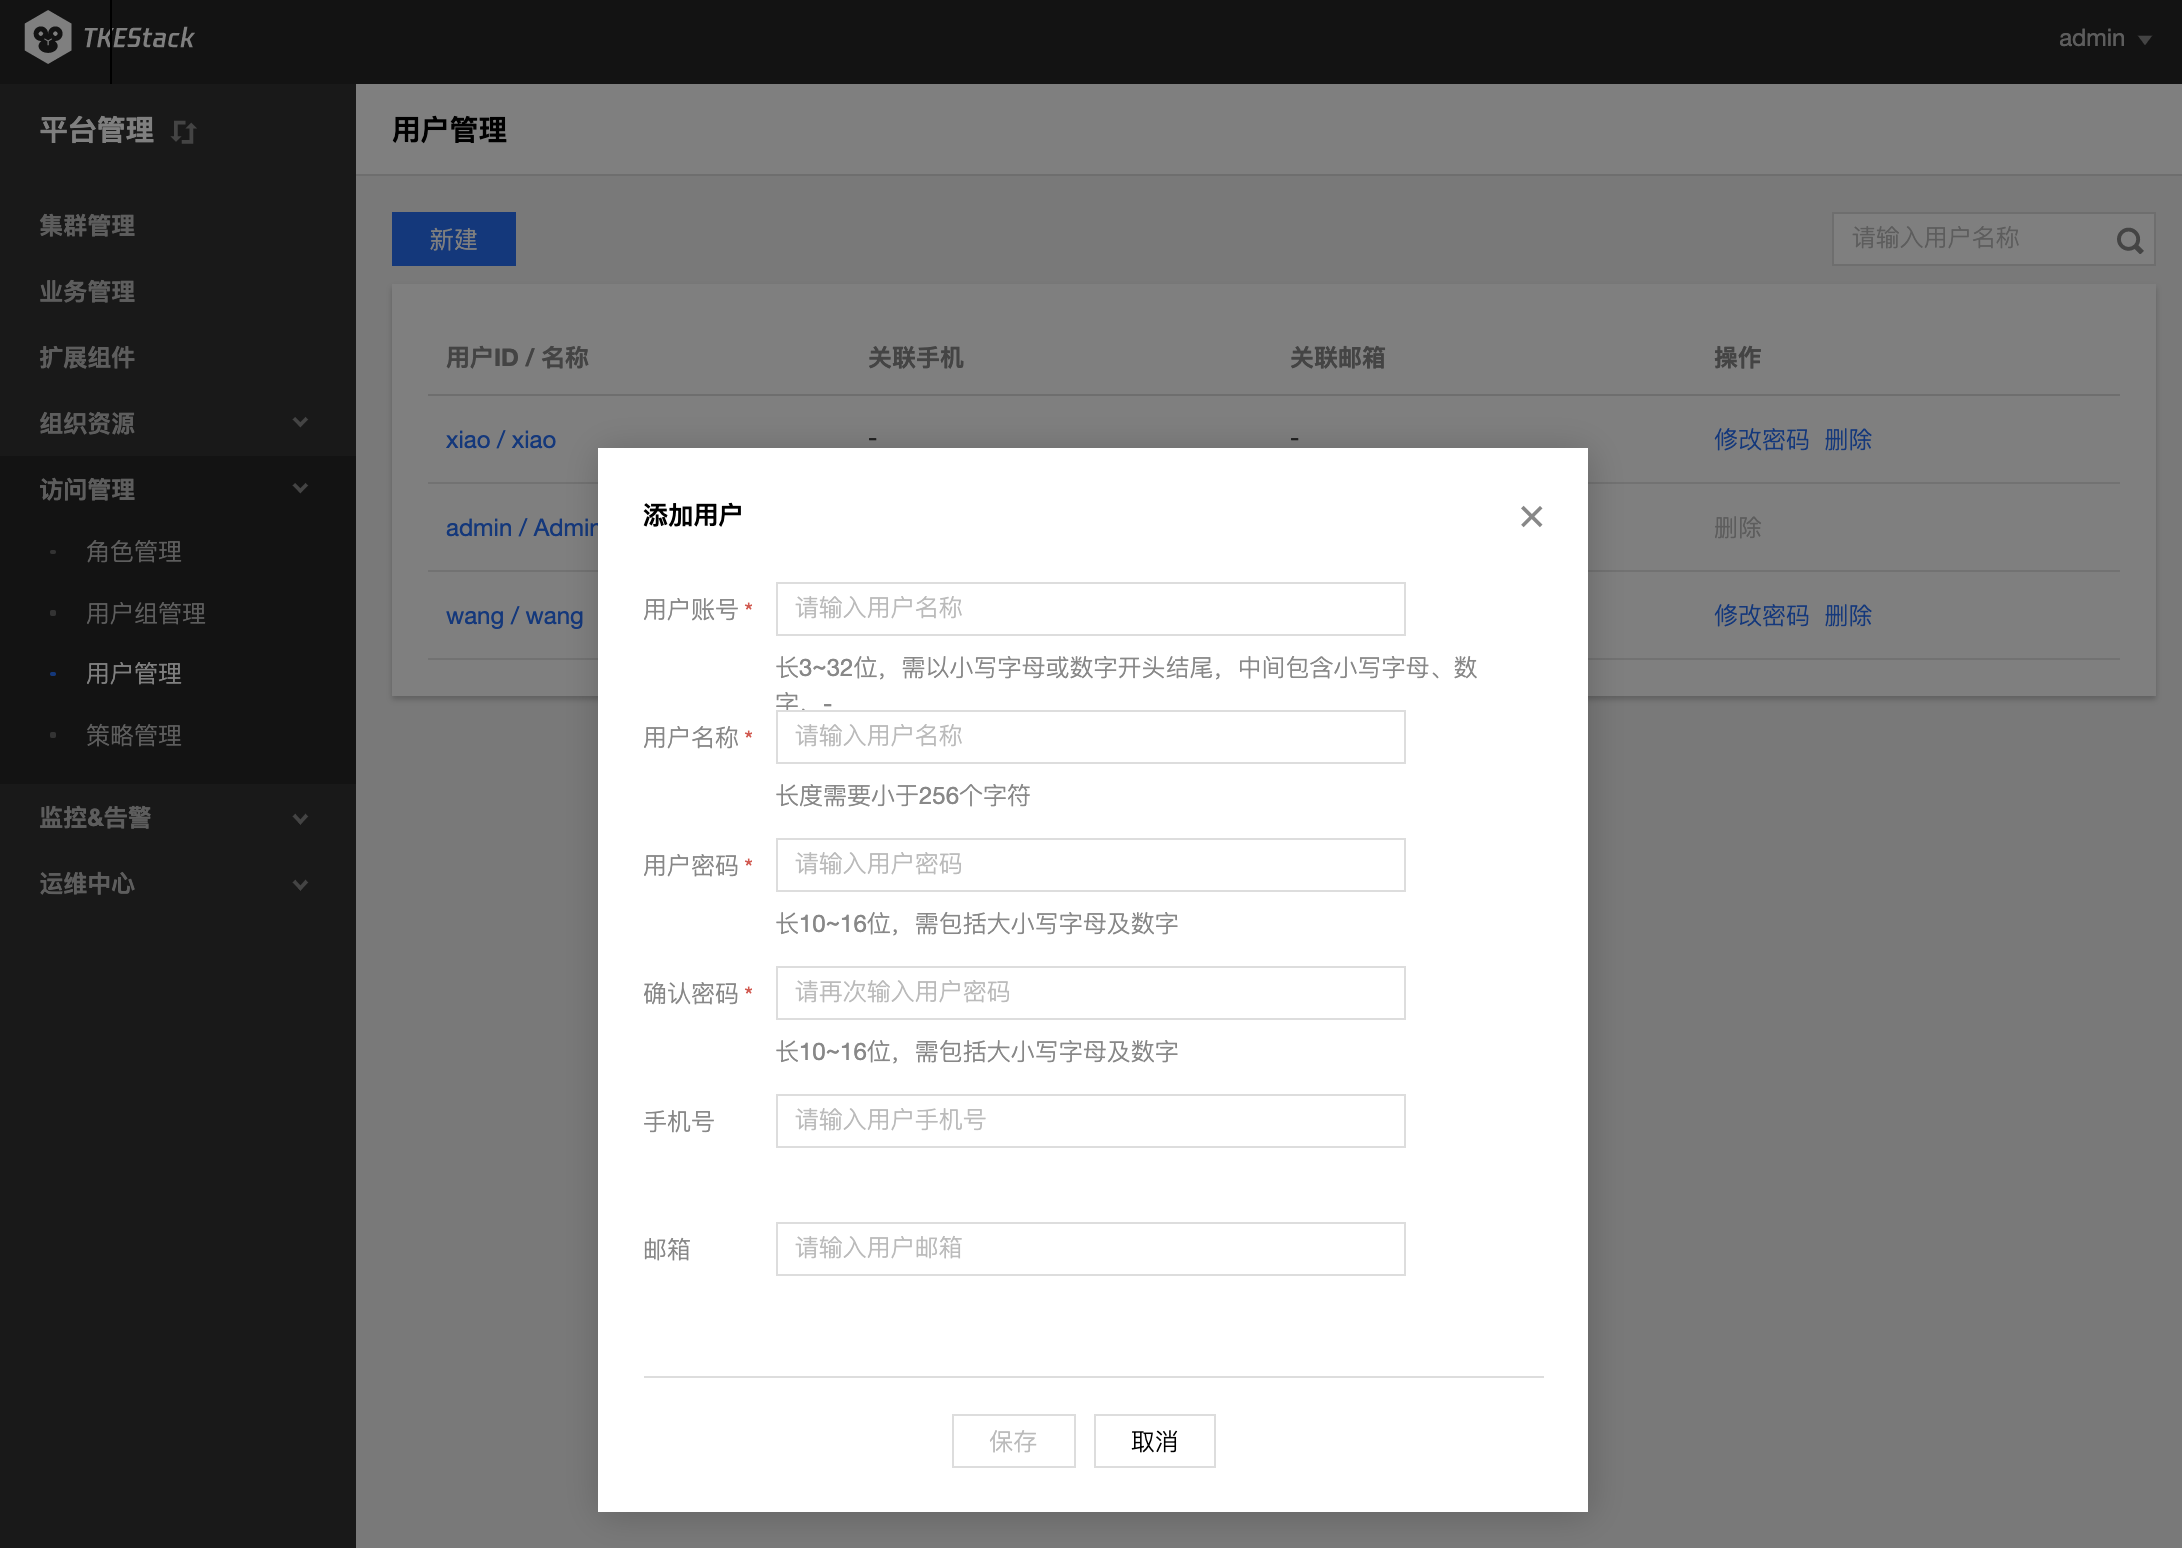 TKEStack
admin
平台管理
用户管理
集群管理
业务管理
扩展组件
组织资源
访问管理
角色管理
用户组管理
用户管理
策略管理
监控&告警
运维中心
新建
请输入用户名称
用户ID / 名称 关联手机 关联邮箱 操作
xiao / xiao - - 修改密码 删除
admin / Admin 删除
wang / wang 修改密码 删除
添加用户
用户账号* 请输入用户名称
长3~32位，需以小写字母或数字开头结尾，中间包含小写字母、数
字、-
用户名称* 请输入用户名称
长度需要小于256个字符
用户密码* 请输入用户密码
长10~16位，需包括大小写字母及数字
确认密码* 请再次输入用户密码
长10~16位，需包括大小写字母及数字
手机号 请输入用户手机号
邮箱 请输入用户邮箱
保存 取消